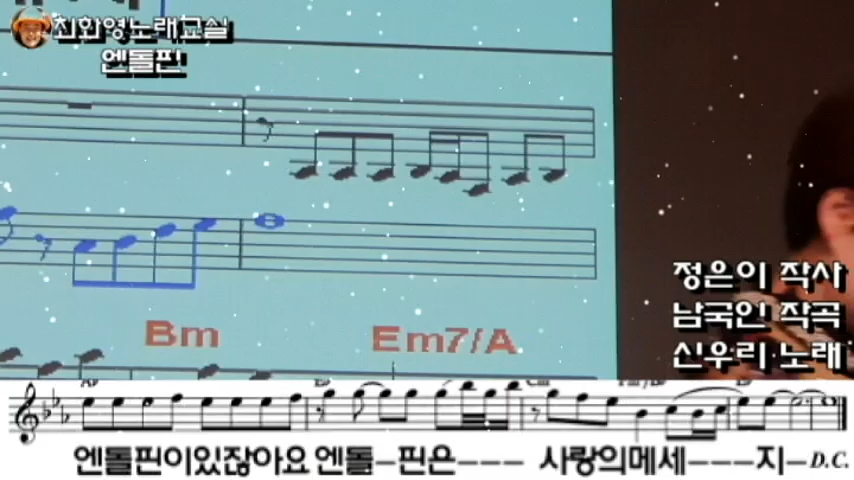 최화영노래교실
엔돌핀
정은이 작사
남국인 작곡
신우리 노래
Bm
Em7/A
엔돌핀이있잖아요 엔돌-핀은--- 사랑의메세---지- D.C.